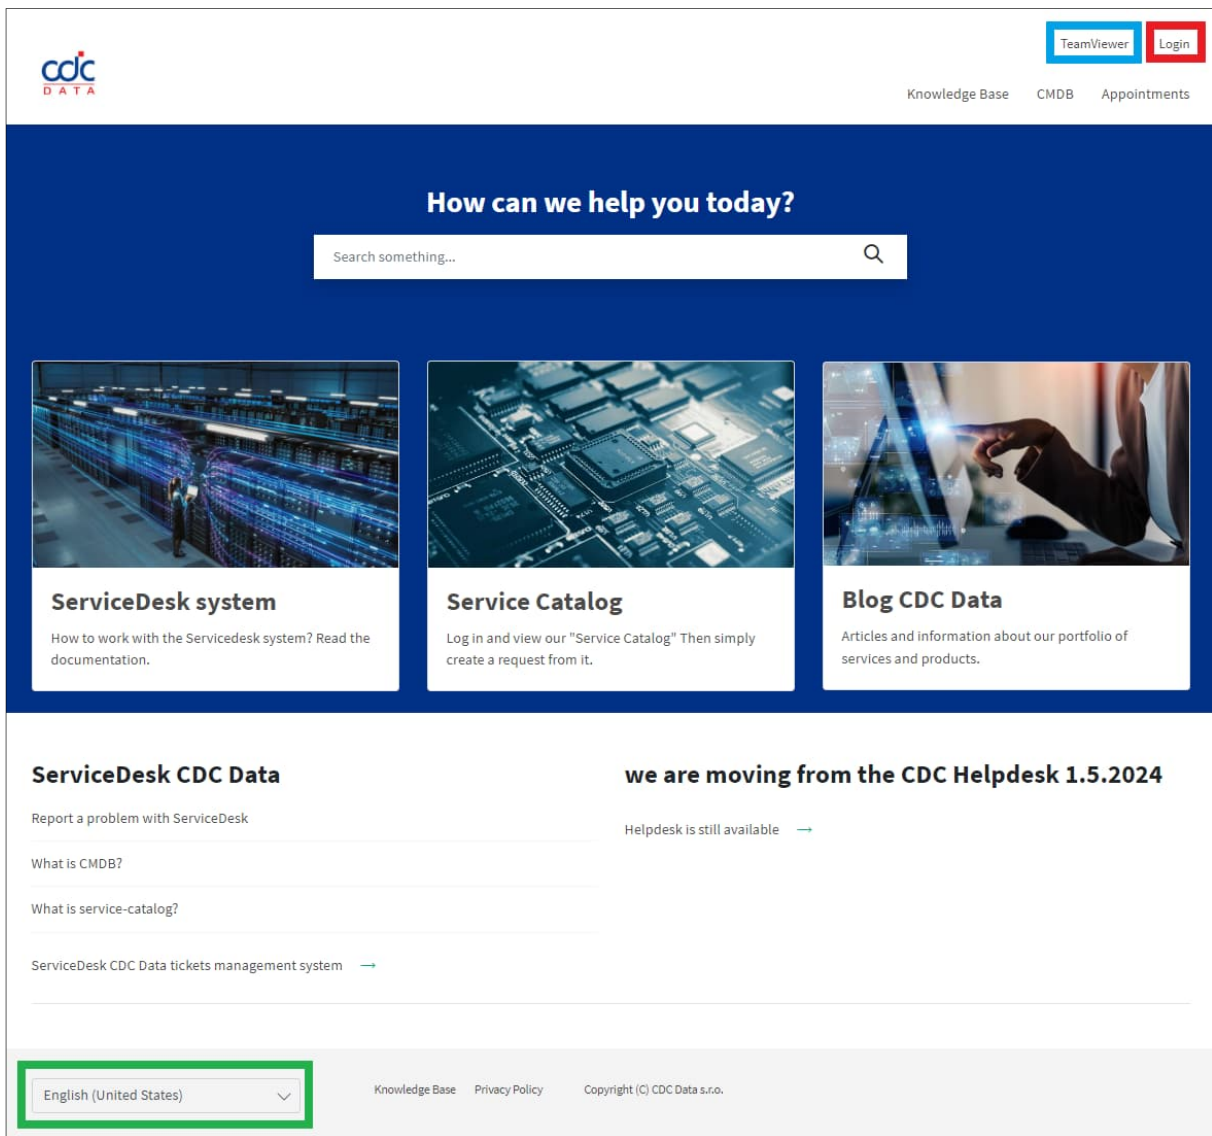 TeamViewer Login
cdc
DATA
Knowledge Base CMDB Appointments
How can we help you today?
Search something...
ServiceDesk system
How to work with the Servicedesk system? Read the
documentation.
Service Catalog
Log in and view our "Service Catalog" Then simply
create a request from it.
Blog CDC Data
Articles and information about our portfolio of
services and products.
ServiceDesk CDC Data
Report a problem with ServiceDesk
What is CMDB?
What is service-catalog?
ServiceDesk CDC Data tickets management system →
we are moving from the CDC Helpdesk 1.5.2024
Helpdesk is still available →
English (United States)
Knowledge Base Privacy Policy Copyright (C) CDC Data s.r.o.